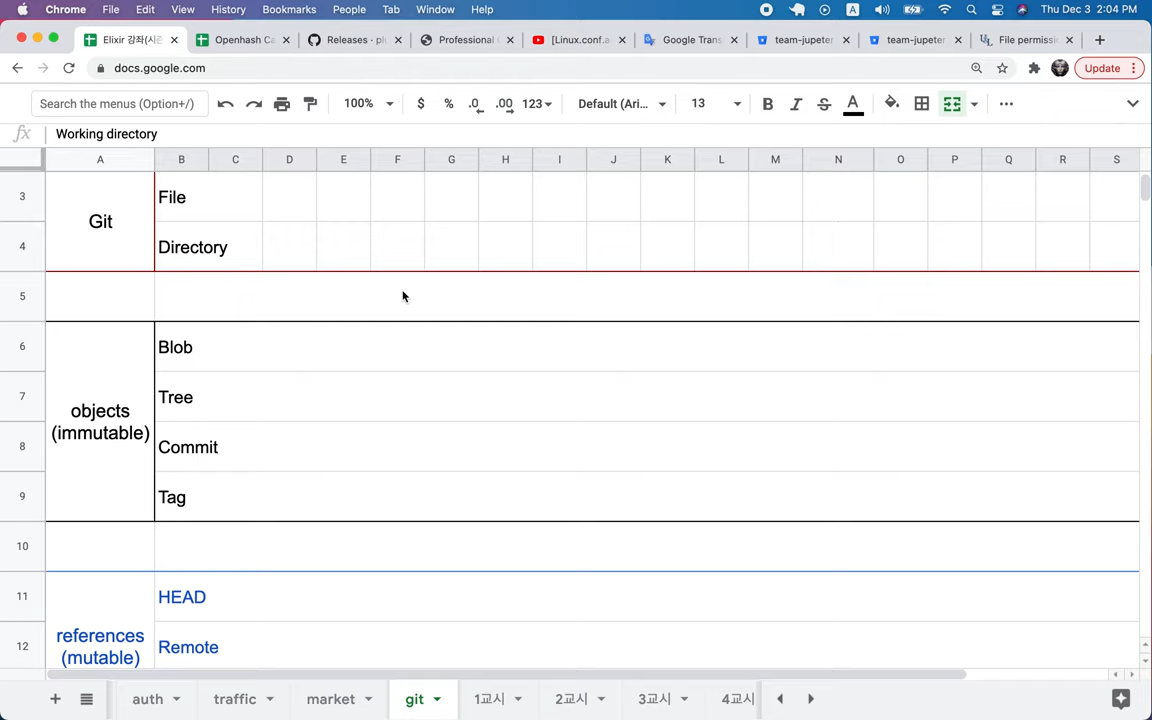 Chrome File Edit View History Bookmarks People Tab Window Help
A
Thu Dec 3 2:04 PM
Elixir 강좌(시즌
Openhash Ca
Releases · plu
Professional
[Linux.conf.a
Google Trans
team-jupeter
team-jupeter
File permissi
docs.google.com
Update
Search the menus (Option+/)
100%
$ % .0 .00 123
Default (Ari...
13
B I S A
fx Working directory
A B C D E F G H I J K L M N O P Q R S
3 File
Git
4 Directory
5
6 Blob
7 Tree
objects
(immutable)
8 Commit
9 Tag
10
11 HEAD
references
12 Remote
(mutable)
auth traffic market git 1교시 2교시 3교시 4교시